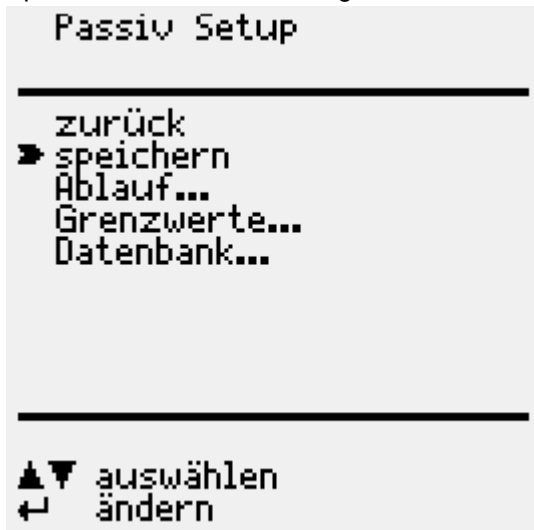 Passiv Setup
zurück
speichern
Ablauf...
Grenzwerte...
Datenbank...
auswählen
ändern